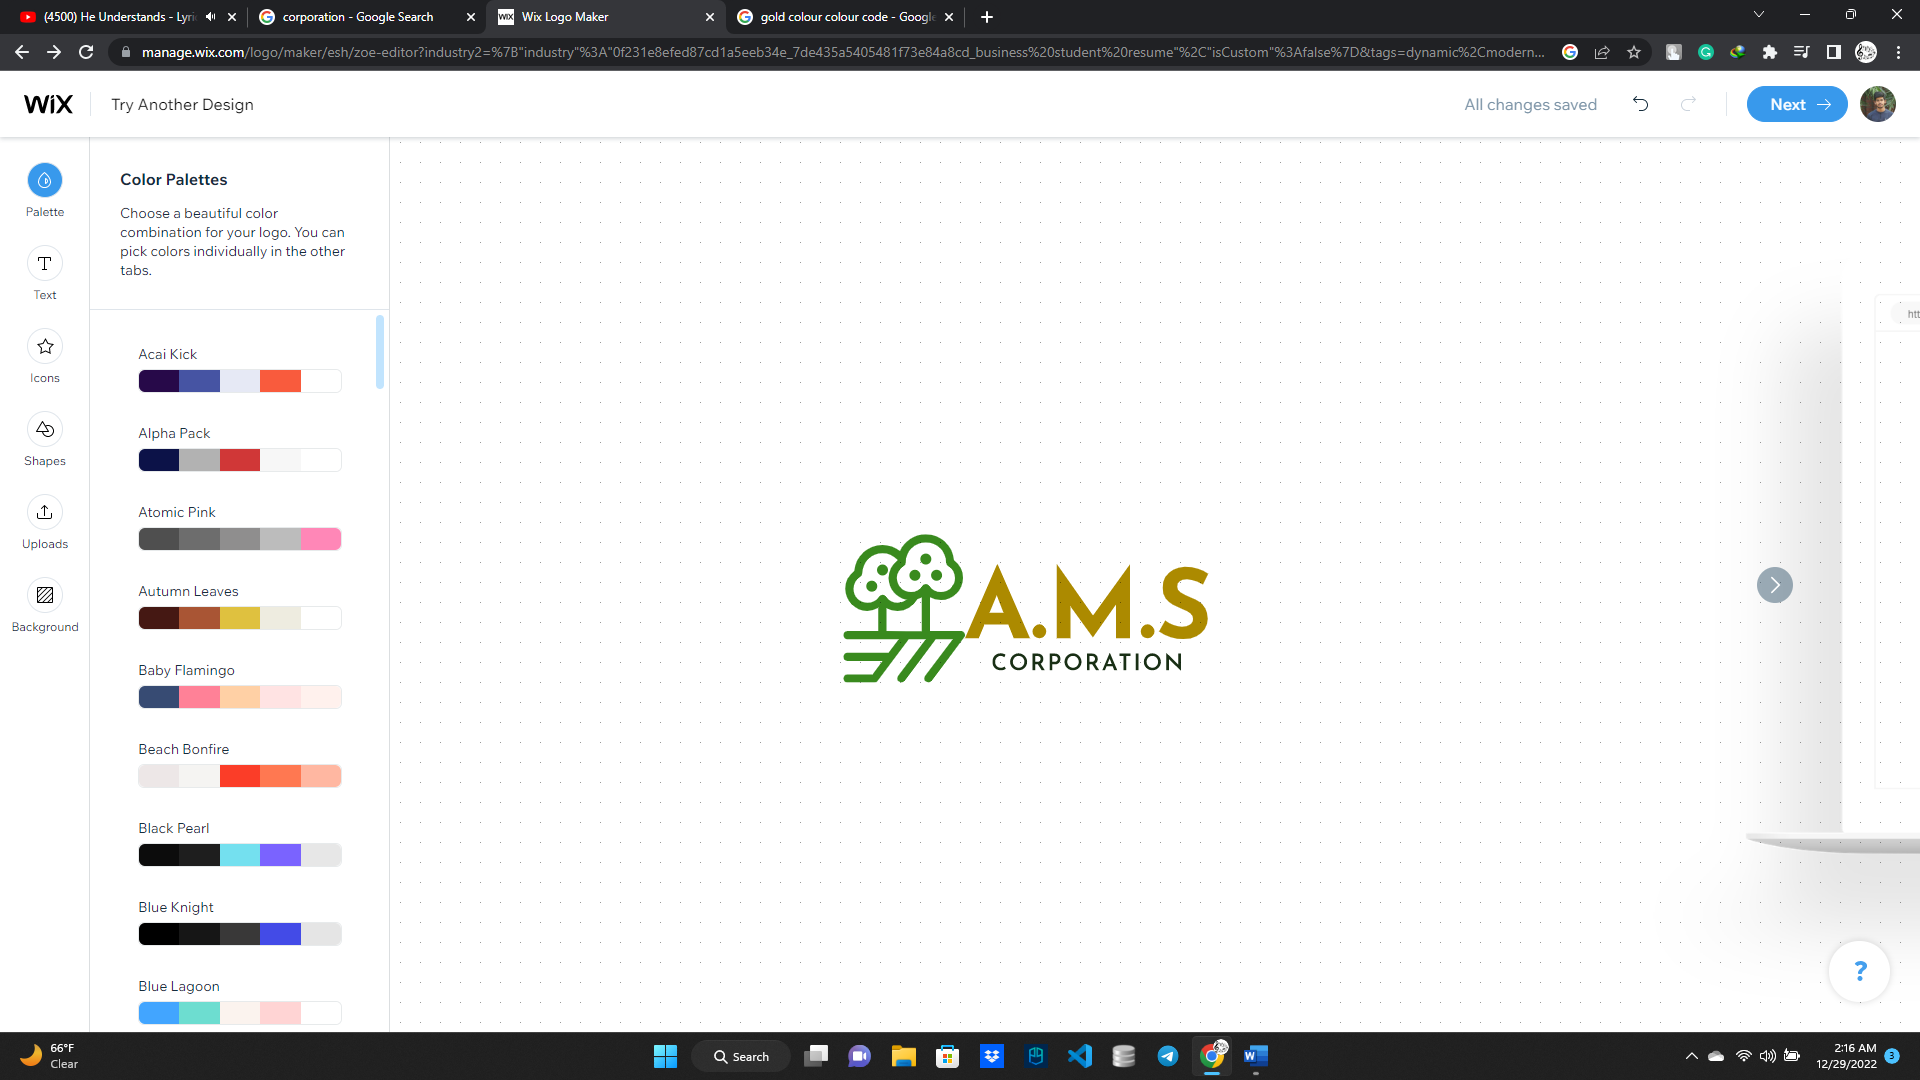 (4500) He Understands - Lyri
corporation - Google Search
Wix Logo Maker
gold colour colour code - Google
manage.wix.com/logo/maker/esh/zoe-editor?industry2=%7B"industry"%3A"0f231e8efed87cd1a5eeb34e_7de435a5405481f73e84a8cd_business%20student%20resume"%2C"isCustom"%3Afalse%7D&tags=dynamic%2Cmodern...
WiX
Try Another Design
All changes saved
Next
Palette
Text
Icons
Shapes
Uploads
Background
Color Palettes
Choose a beautiful color
combination for your logo. You can
pick colors individually in the other
tabs.
Acai Kick
Alpha Pack
Atomic Pink
Autumn Leaves
Baby Flamingo
Beach Bonfire
Black Pearl
Blue Knight
Blue Lagoon
A.M.S
CORPORATION
htt
?
66°F
Clear
Search
2:16 AM
12/29/2022
3